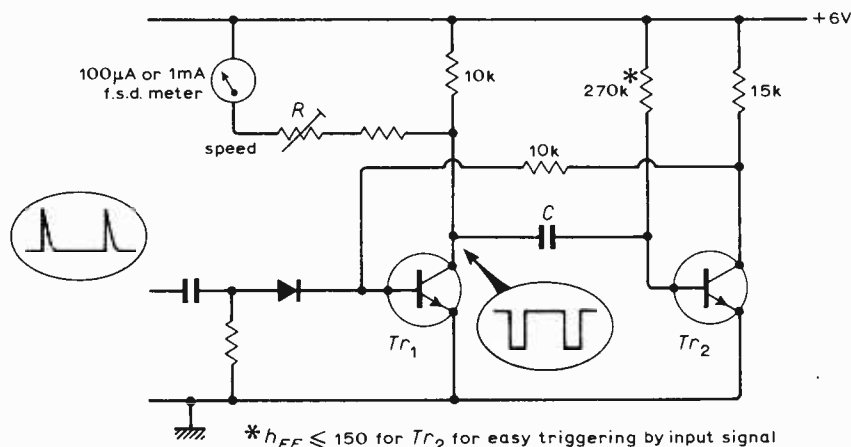 +6V
100μA or 1mA
f.s.d. meter
10k
*
270k
15k
R
speed
10k
C
Tr1
Tr2
* hFE ≤ 150 for Tr2 for easy triggering by input signal